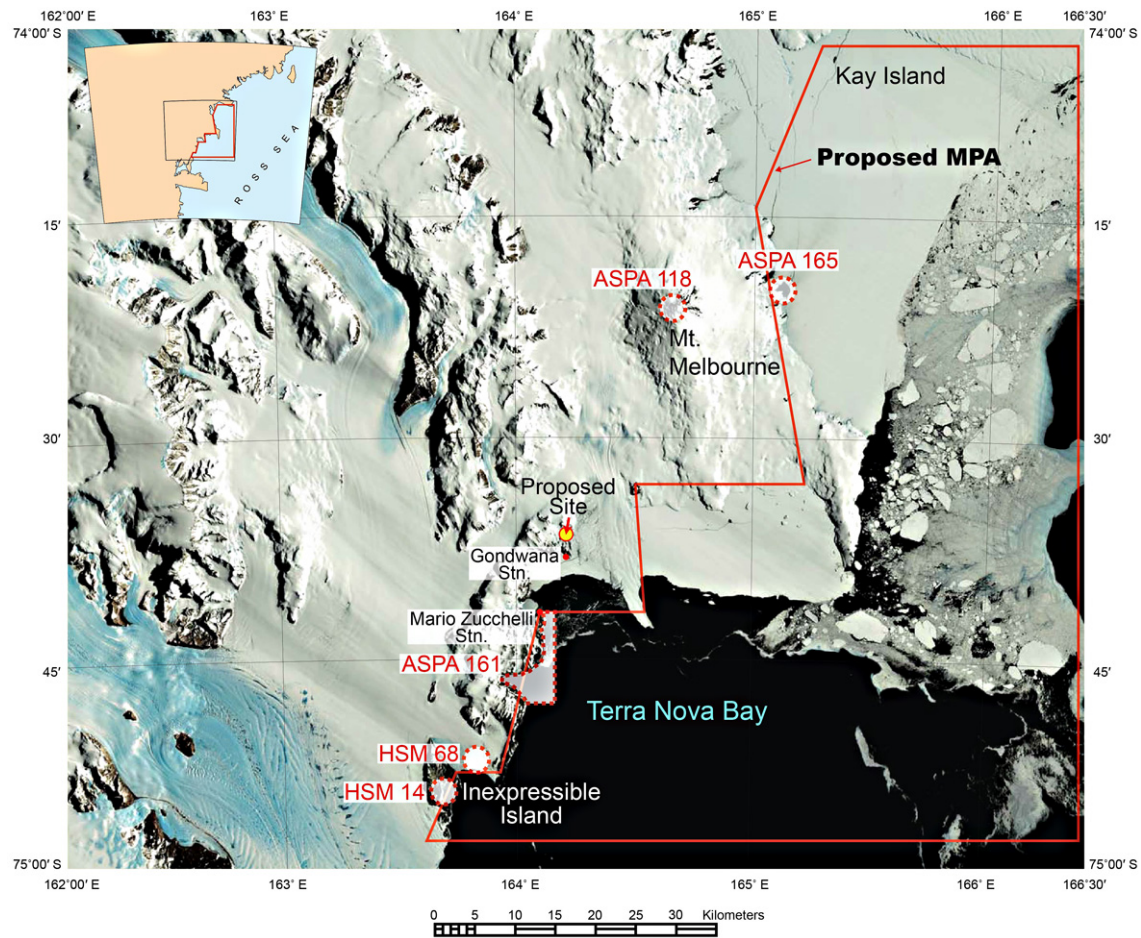 162°00′ E
163°
164°
165°
166°
166°30′
74°00′ S
74°00′ S
ROSS SEA
Kay Island
Proposed MPA
15′
15′
ASPA 165
ASPA 118
Mt.
Melbourne
30′
30′
Proposed
Site
Gondwana
Stn.
Mario Zucchelli
Stn.
ASPA 161
45′
45′
Terra Nova Bay
HSM 68
HSM 14
Inexpressible
Island
75°00′ S
75°00′ S
162°00′ E
163°
164° E
165°
166° E
166°30′
0 5 10 15 20 25 30 Kilometers